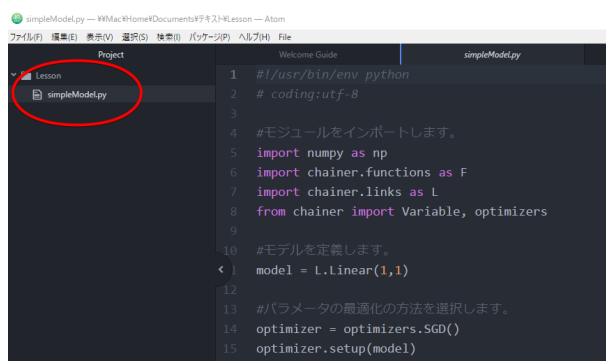 simpleModel.py — ¥¥Mac¥Home¥Documents¥テキスト¥Lesson — Atom
ファイル(F) 編集(E) 表示(V) 選択(S) 検索(I) パッケージ(P) ヘルプ(H) File
Project
Welcome Guide
simpleModel.py
Lesson
simpleModel.py
1 #!/usr/bin/env python
2 # coding:utf-8
3
4 #モジュールをインポートします。
5 import numpy as np
6 import chainer.functions as F
7 import chainer.links as L
8 from chainer import Variable, optimizers
9
10 #モデルを定義します。
model = L.Linear(1,1)
12
13 #パラメータの最適化の方法を選択します。
14 optimizer = optimizers.SGD()
15 optimizer.setup(model)